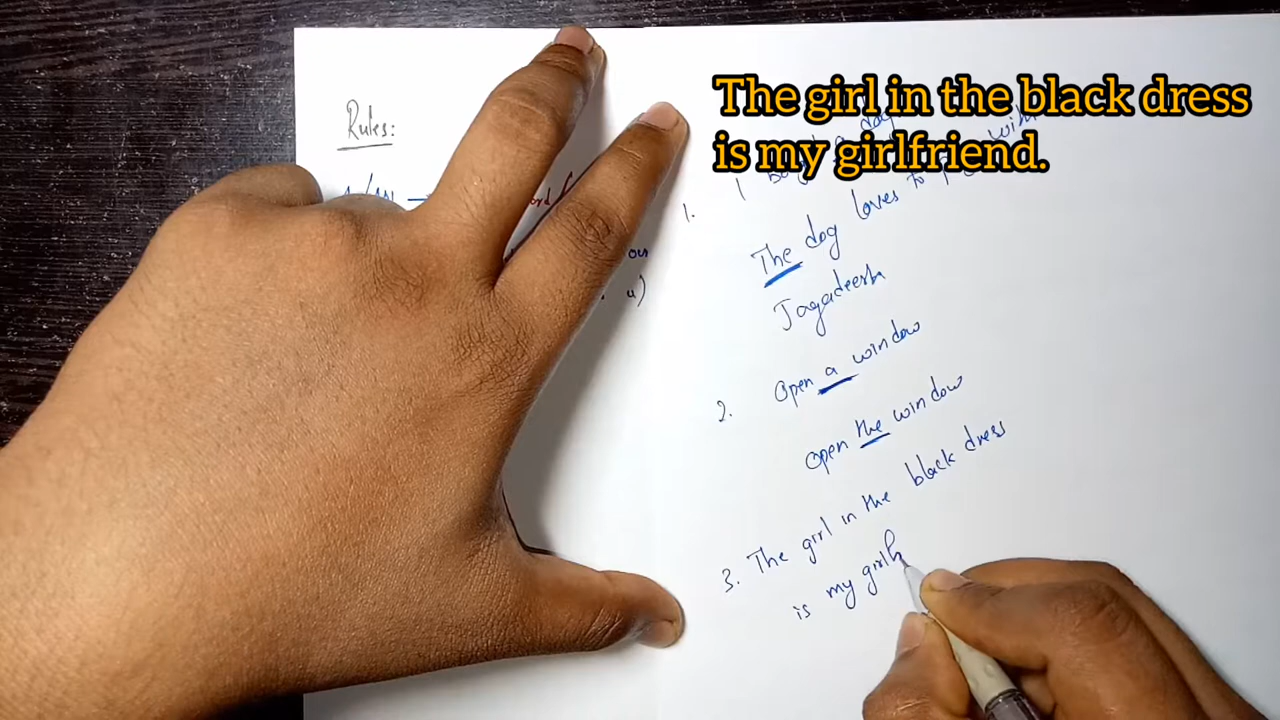 The girl in the black dress
is my girlfriend.
Rules:
1. I
The dog loves to
Jagadeesh
2. Open a window
Open the window
3. The girl in the black dress
is my girlf